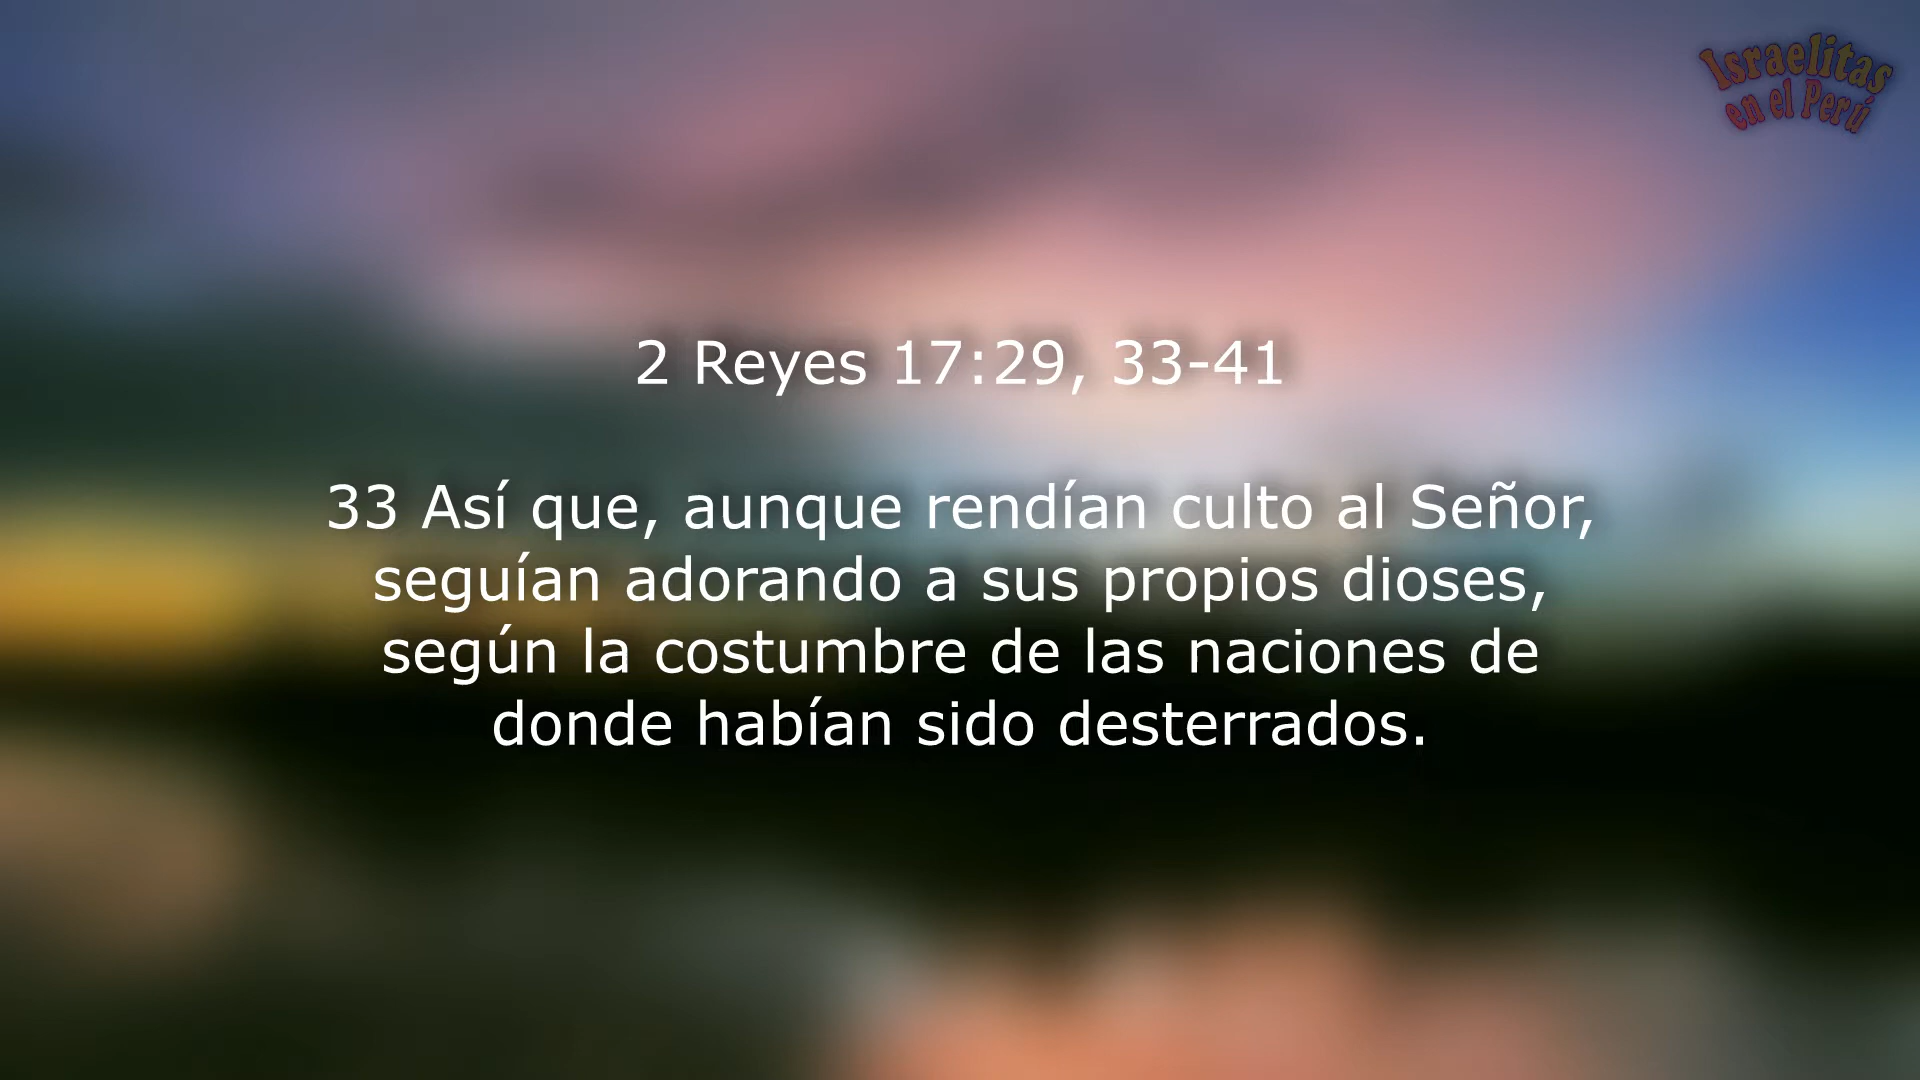 Israelitas
en el Perú
2 Reyes 17:29, 33-41
33 Así que, aunque rendían culto al Señor,
seguían adorando a sus propios dioses,
según la costumbre de las naciones de
donde habían sido desterrados.